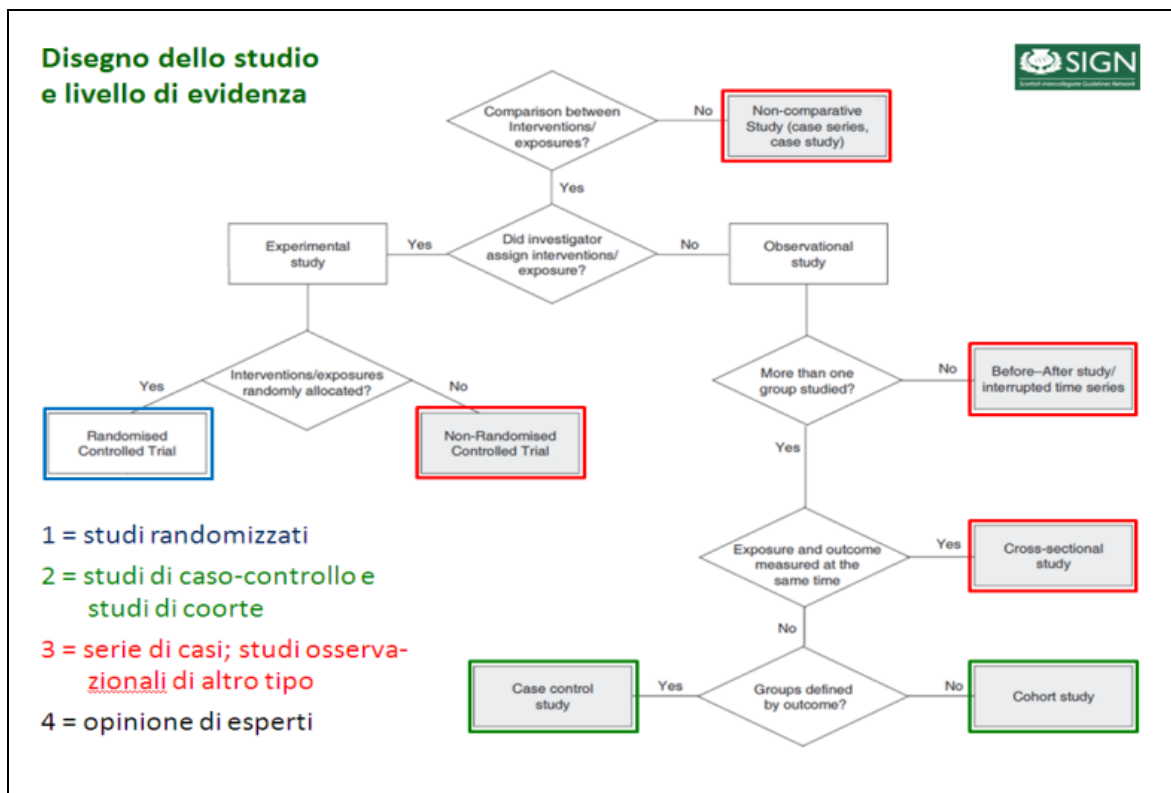 Disegno dello studio
e livello di evidenza
SIGN
Scottish Intercollegiate Guidelines Network
Comparison between
Interventions/
exposures?
No
Non-comparative
Study (case series,
case study)
Yes
Experimental
study
Yes
Did investigator
assign interventions/
exposure?
No
Observational
study
Yes
Interventions/exposures
randomly allocated?
No
More than one
group studied?
No
Before–After study/
interrupted time series
Randomised
Controlled Trial
Non-Randomised
Controlled Trial
Yes
1 = studi randomizzati
2 = studi di caso-controllo e
studi di coorte
3 = serie di casi; studi osserva-
zionali di altro tipo
4 = opinione di esperti
Exposure and outcome
measured at the
same time
Yes
Cross-sectional
study
No
Case control
study
Yes
Groups defined
by outcome?
No
Cohort study